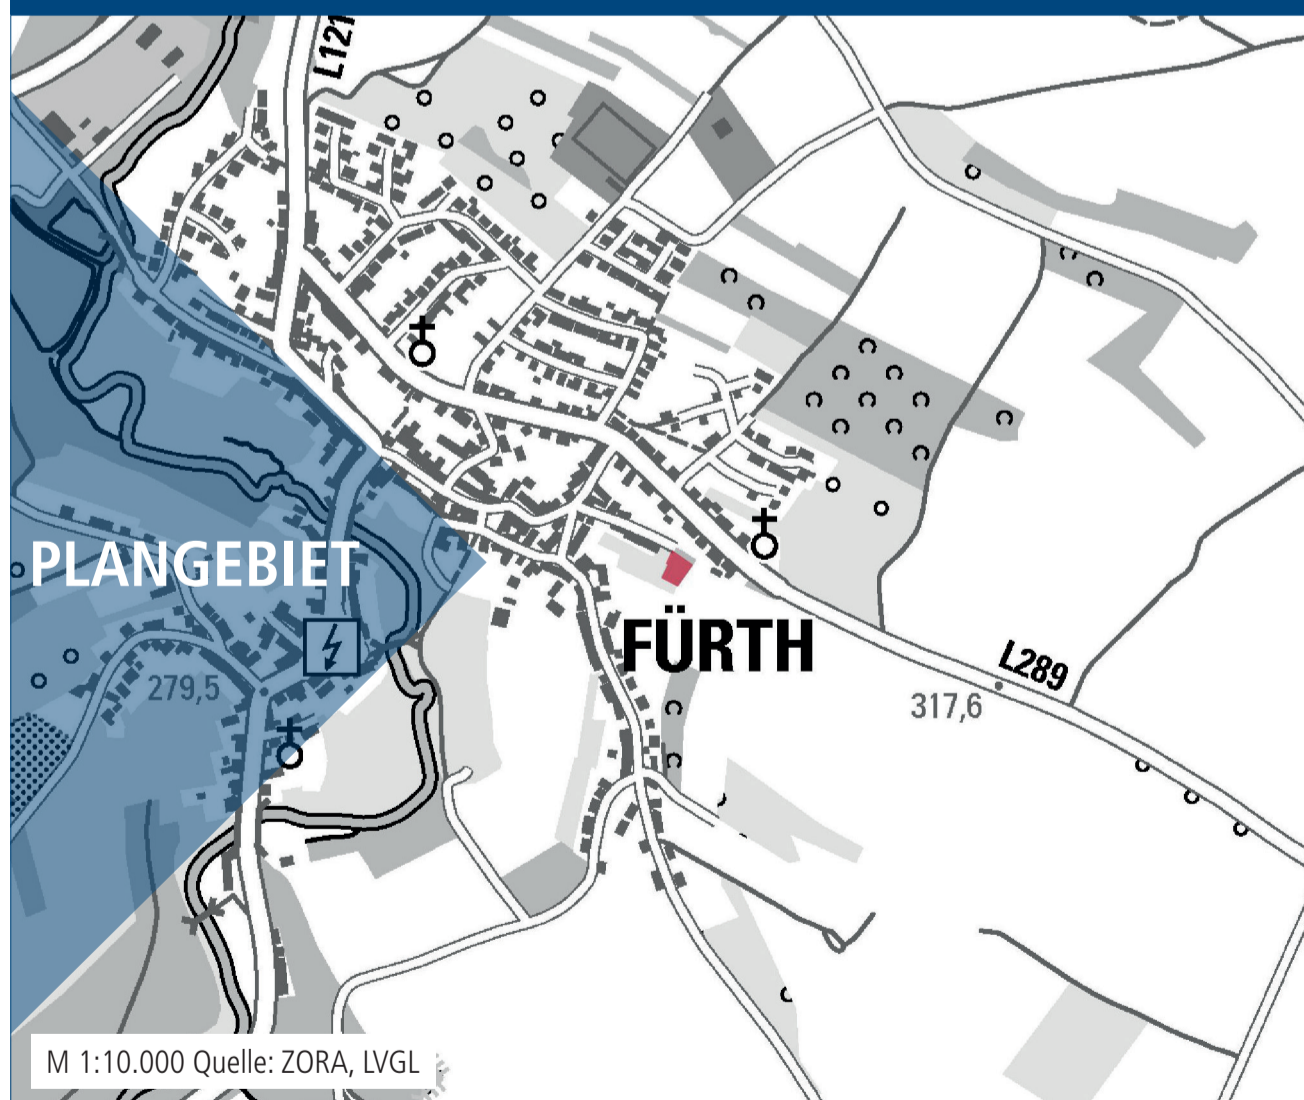 L121
PLANGEBIET
FÜRTH
L289
279,5
317,6
M 1:10.000 Quelle: ZORA, LVGL